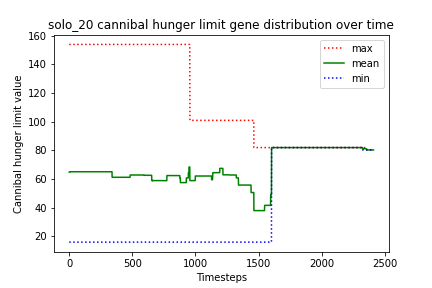 solo_20 cannibal hunger limit gene distribution over time
160
140
120
100
80
60
40
20
Cannibal hunger limit value
max
mean
min
0
500
1000
1500
2000
2500
Timesteps